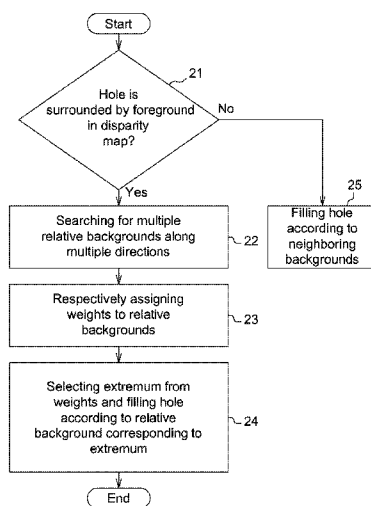 Start
21
Hole is
surrounded by foreground
in disparity
map?
No
Yes
25
Filling hole
according to
neighboring
backgrounds
Searching for multiple
relative backgrounds along
multiple directions
22
Respectively assigning
weights to relative
backgrounds
23
Selecting extremum from
weights and filling hole
according to relative
background corresponding to
extremum
24
End